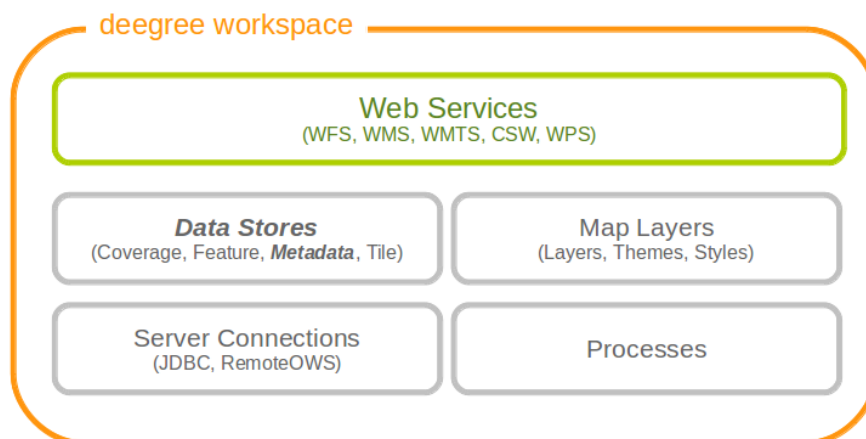 deegree workspace
Web Services
(WFS, WMS, WMTS, CSW, WPS)
Data Stores
(Coverage, Feature, Metadata, Tile)
Map Layers
(Layers, Themes, Styles)
Server Connections
(JDBC, RemoteOWS)
Processes